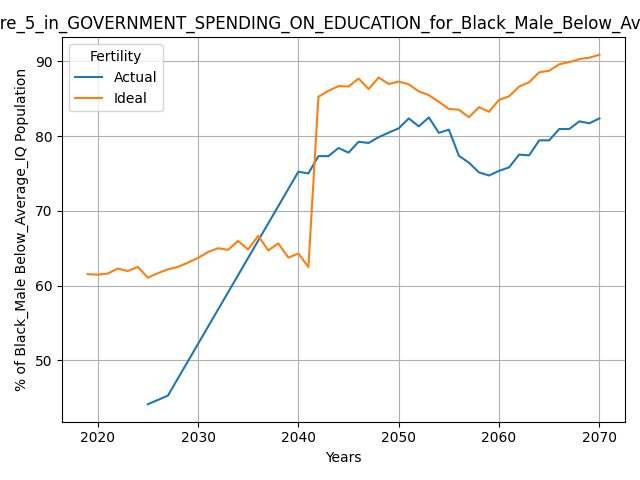 re_5_in_GOVERNMENT_SPENDING_ON_EDUCATION_for_Black_Male_Below_Av
Fertility
Actual
Ideal
% of Black_Male Below_Average_IQ Population
90
80
70
60
50
2020 2030 2040 2050 2060 2070
Years